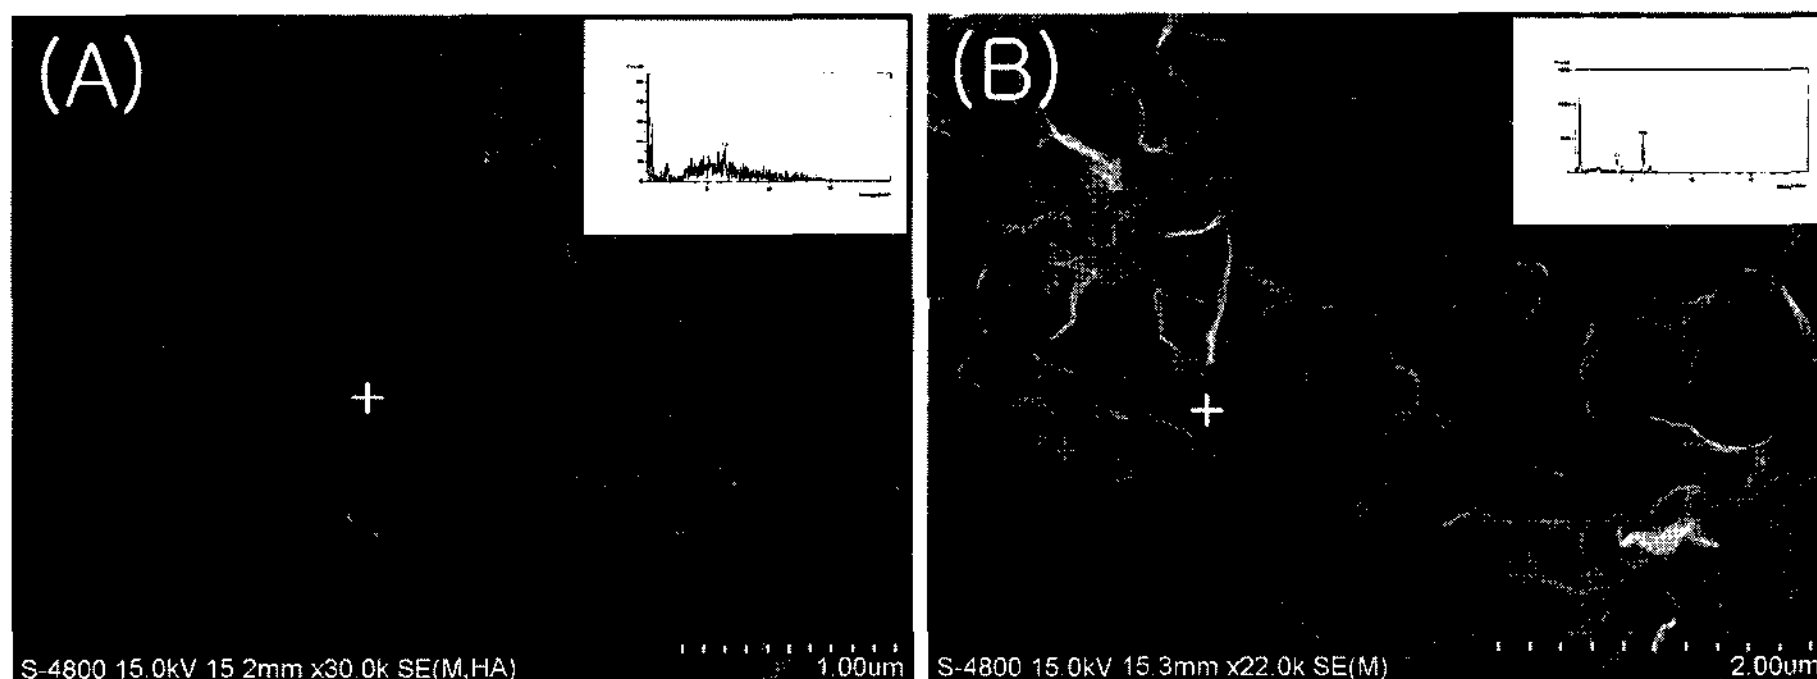 (A)
(B)
S-4800 15.0kV 15.2mm x30.0k SE(M,HA)
1.00um
S-4800 15.0kV 15.3mm x22.0k SE(M)
2.00um